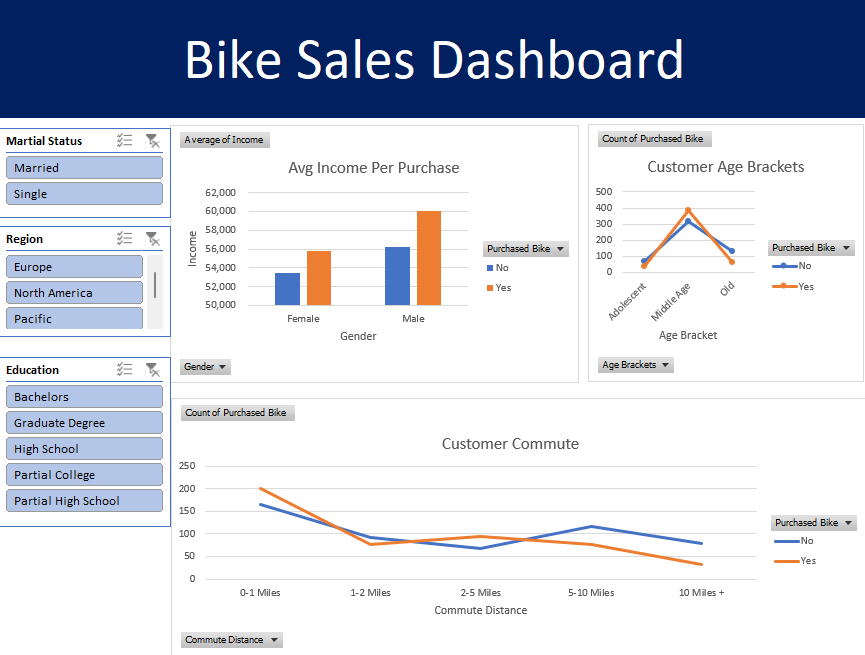 Bike Sales Dashboard
Martial Status
Married
Single
Region
Europe
North America
Pacific
Education
Bachelors
Graduate Degree
High School
Partial College
Partial High School
Average of Income
Avg Income Per Purchase
62,000
60,000
58,000
56,000
54,000
52,000
50,000
Income
Female
Male
Gender
Purchased Bike
No
Yes
Gender
Count of Purchased Bike
Customer Age Brackets
500
400
300
200
100
0
Adolescent
Middle Age
Old
Age Bracket
Purchased Bike
No
Yes
Age Brackets
Count of Purchased Bike
Customer Commute
250
200
150
100
50
0
0-1 Miles
1-2 Miles
2-5 Miles
5-10 Miles
10 Miles +
Commute Distance
Purchased Bike
No
Yes
Commute Distance